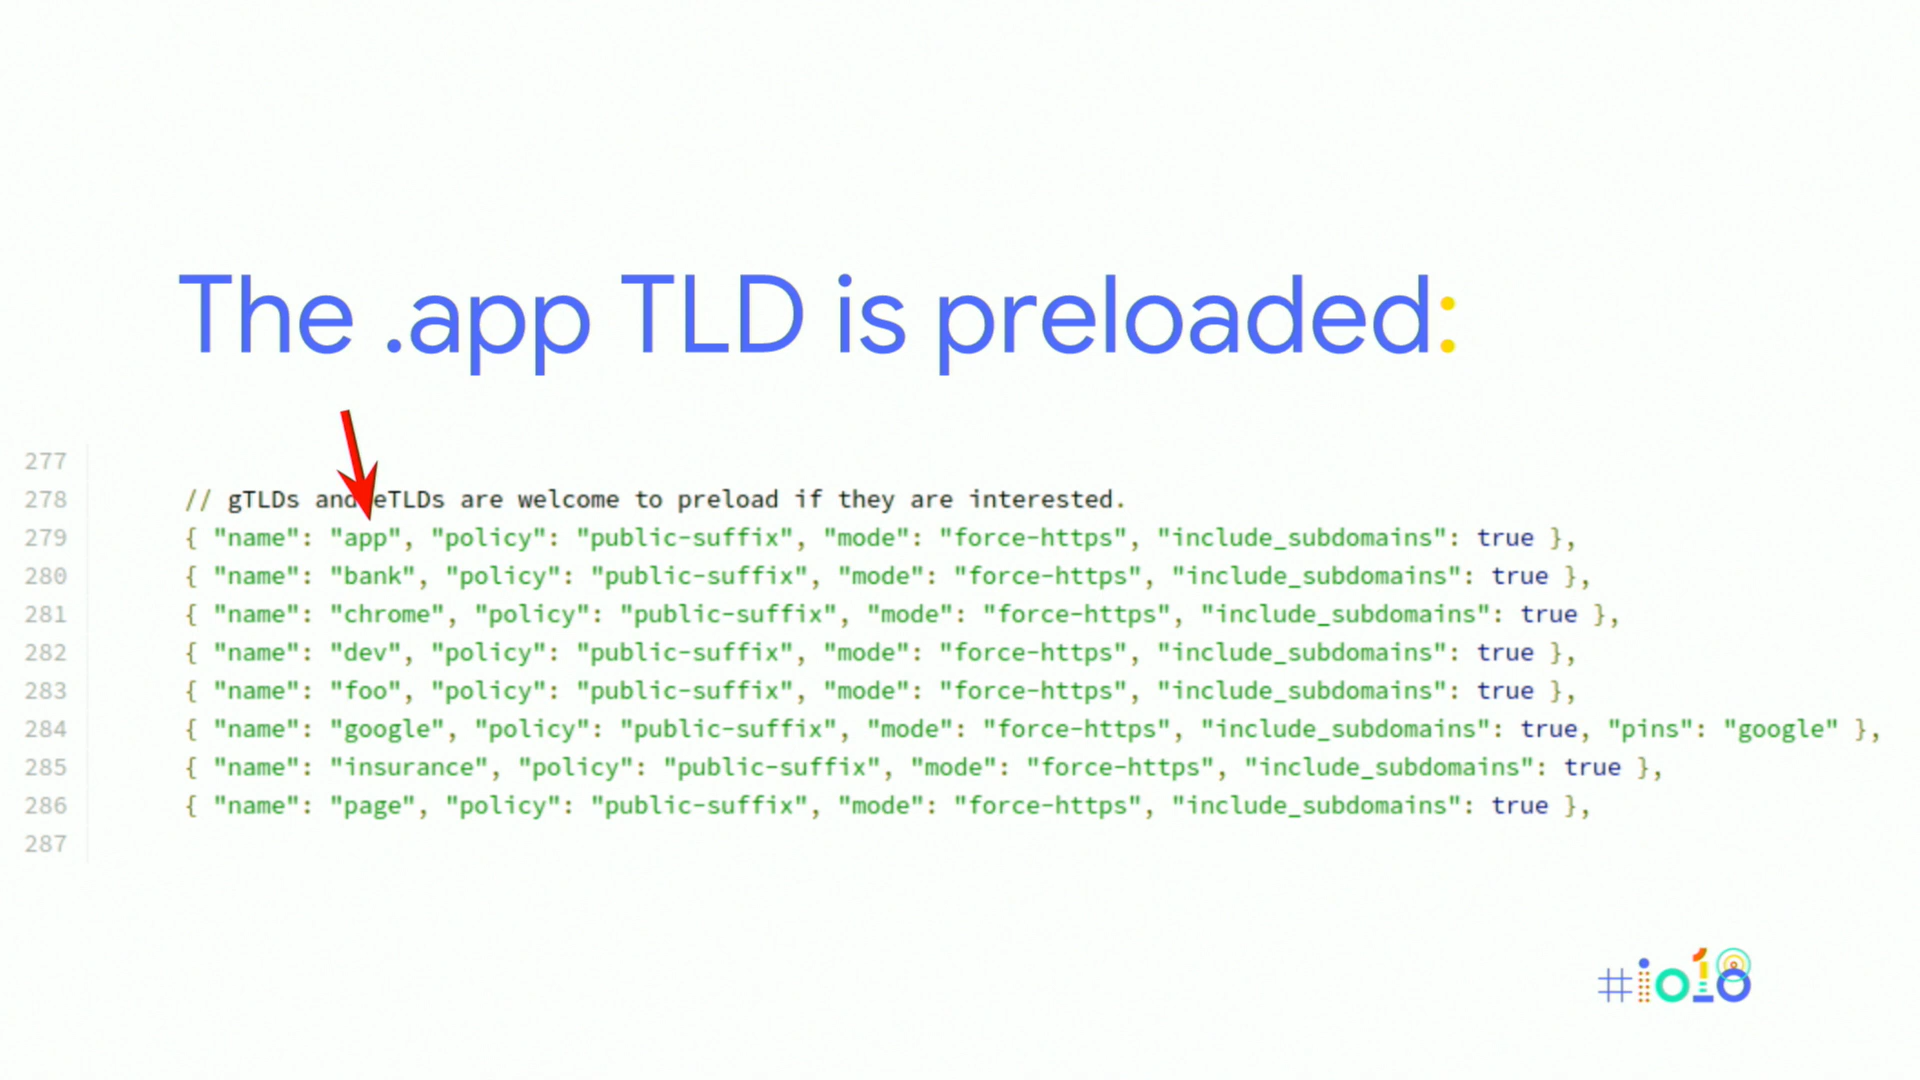 The .app TLD is preloaded:
277
278 // gTLDs and eTLDs are welcome to preload if they are interested.
279 { "name": "app", "policy": "public-suffix", "mode": "force-https", "include_subdomains": true },
280 { "name": "bank", "policy": "public-suffix", "mode": "force-https", "include_subdomains": true },
281 { "name": "chrome", "policy": "public-suffix", "mode": "force-https", "include_subdomains": true },
282 { "name": "dev", "policy": "public-suffix", "mode": "force-https", "include_subdomains": true },
283 { "name": "foo", "policy": "public-suffix", "mode": "force-https", "include_subdomains": true },
284 { "name": "google", "policy": "public-suffix", "mode": "force-https", "include_subdomains": true, "pins": "google" },
285 { "name": "insurance", "policy": "public-suffix", "mode": "force-https", "include_subdomains": true },
286 { "name": "page", "policy": "public-suffix", "mode": "force-https", "include_subdomains": true },
287
#io18